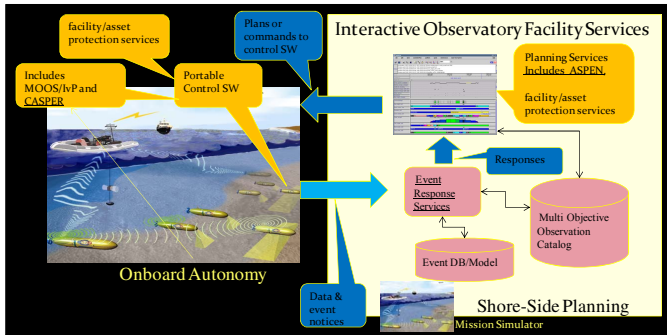 facility/asset
protection services
Includes
MOOS/IvP and
CASPER
Portable
Control SW
Plans or
commands to
control SW
Interactive Observatory Facility Services
Planning Services
Includes ASPEN,
facility/asset
protection services
Responses
Event
Response
Services
Multi Objective
Observation
Catalog
Event DB/Model
Onboard Autonomy
Data &
event
notices
Shore-Side Planning
Mission Simulator